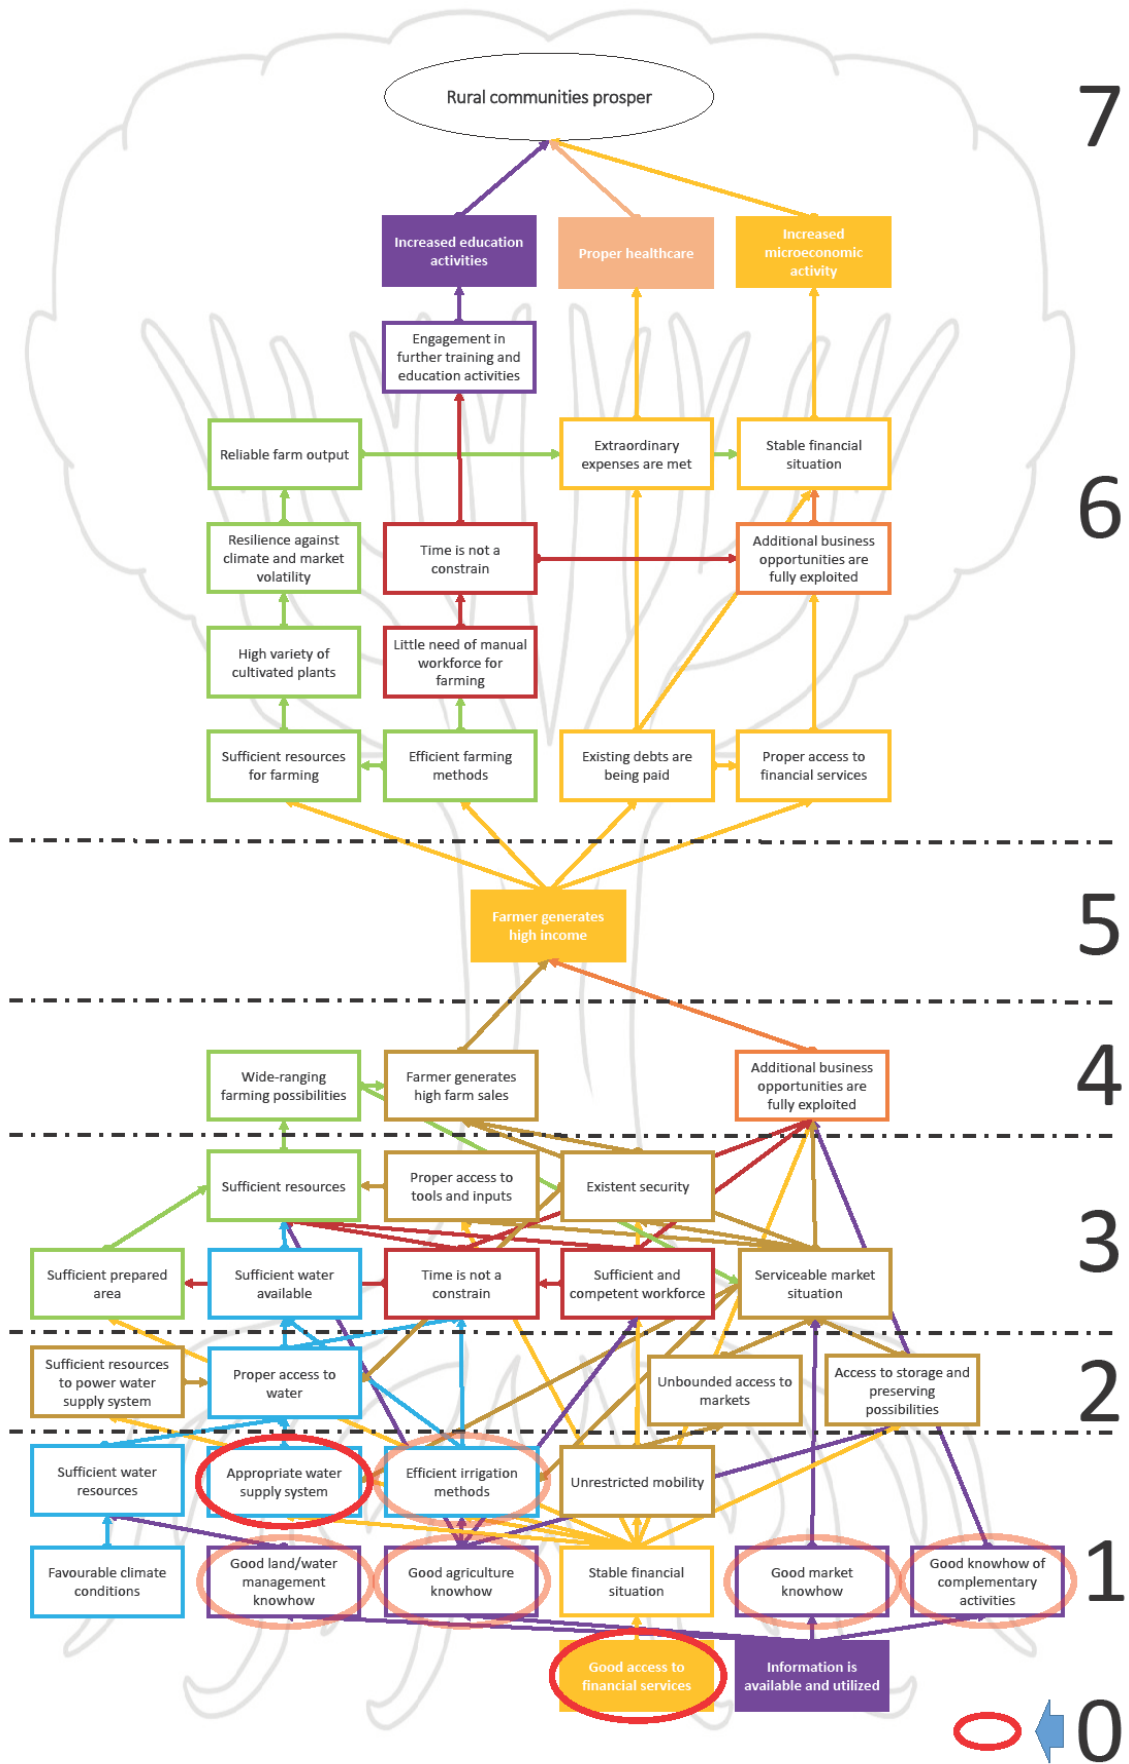 Rural communities prosper
7
Increased education
activities
Proper healthcare
Increased
microeconomic
activity
Engagement in
further training and
education activities
Reliable farm output
Extraordinary
expenses are met
Stable financial
situation
6
Resilience against
climate and market
volatility
Time is not a
constrain
Additional business
opportunities are
fully exploited
High variety of
cultivated plants
Little need of manual
workforce for
farming
Sufficient resources
for farming
Efficient farming
methods
Existing debts are
being paid
Proper access to
financial services
Farmer generates
high income
5
Wide-ranging
farming possibilities
Farmer generates
high farm sales
Additional business
opportunities are
fully exploited
4
Sufficient resources
Proper access to
tools and inputs
Existent security
3
Sufficient prepared
area
Sufficient water
available
Time is not a
constrain
Sufficient and
competent workforce
Serviceable market
situation
Sufficient resources
to power water
supply system
Proper access to
water
Unbounded access to
markets
Access to storage and
preserving
possibilities
2
Sufficient water
resources
Appropriate water
supply system
Efficient irrigation
methods
Unrestricted mobility
Favourable climate
conditions
Good land/water
management
knowhow
Good agriculture
knowhow
Stable financial
situation
Good market
knowhow
Good knowhow of
complementary
activities
1
Good access to
financial services
Information is
available and utilized
0